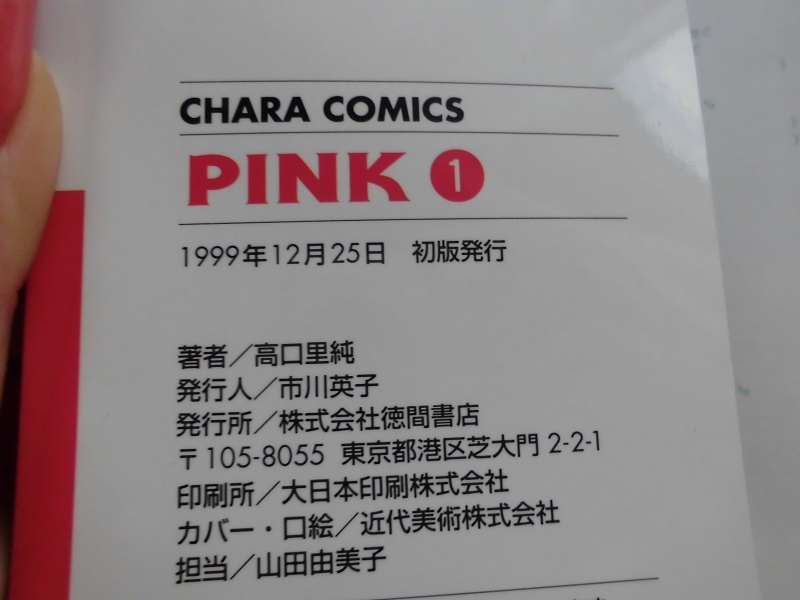 CHARA COMICS
PINK ❶
1999年12月25日　初版発行
著者／高口里純
発行人／市川英子
発行所／株式会社徳間書店
〒105-8055 東京都港区芝大門 2-2-1
印刷所／大日本印刷株式会社
カバー・口絵／近代美術株式会社
担当／山田由美子